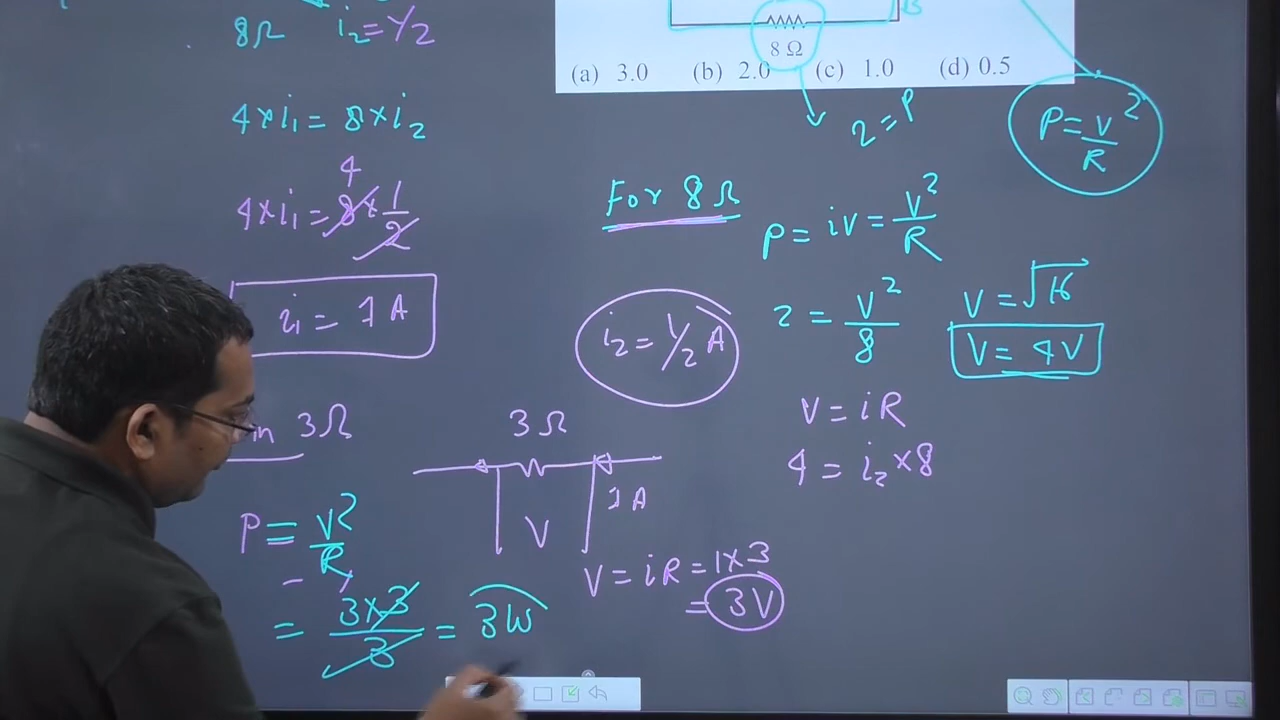 8Ω i₂=1/2
4×i₁=8×i₂
4
4×i₁=8×1/2
i₁= 1A
in 3Ω
P= V²/R
= 3×3/3 = 3W
3Ω
1A
V
V=iR=1×3
= 3V
B
8 Ω
(a) 3.0 (b) 2.0 (c) 1.0 (d) 0.5
2=P
P=V²/R
For 8Ω
P= iV= V²/R
2 = V²/8
V=√16
V= 4V
i₂=1/2 A
V=iR
4=i₂×8